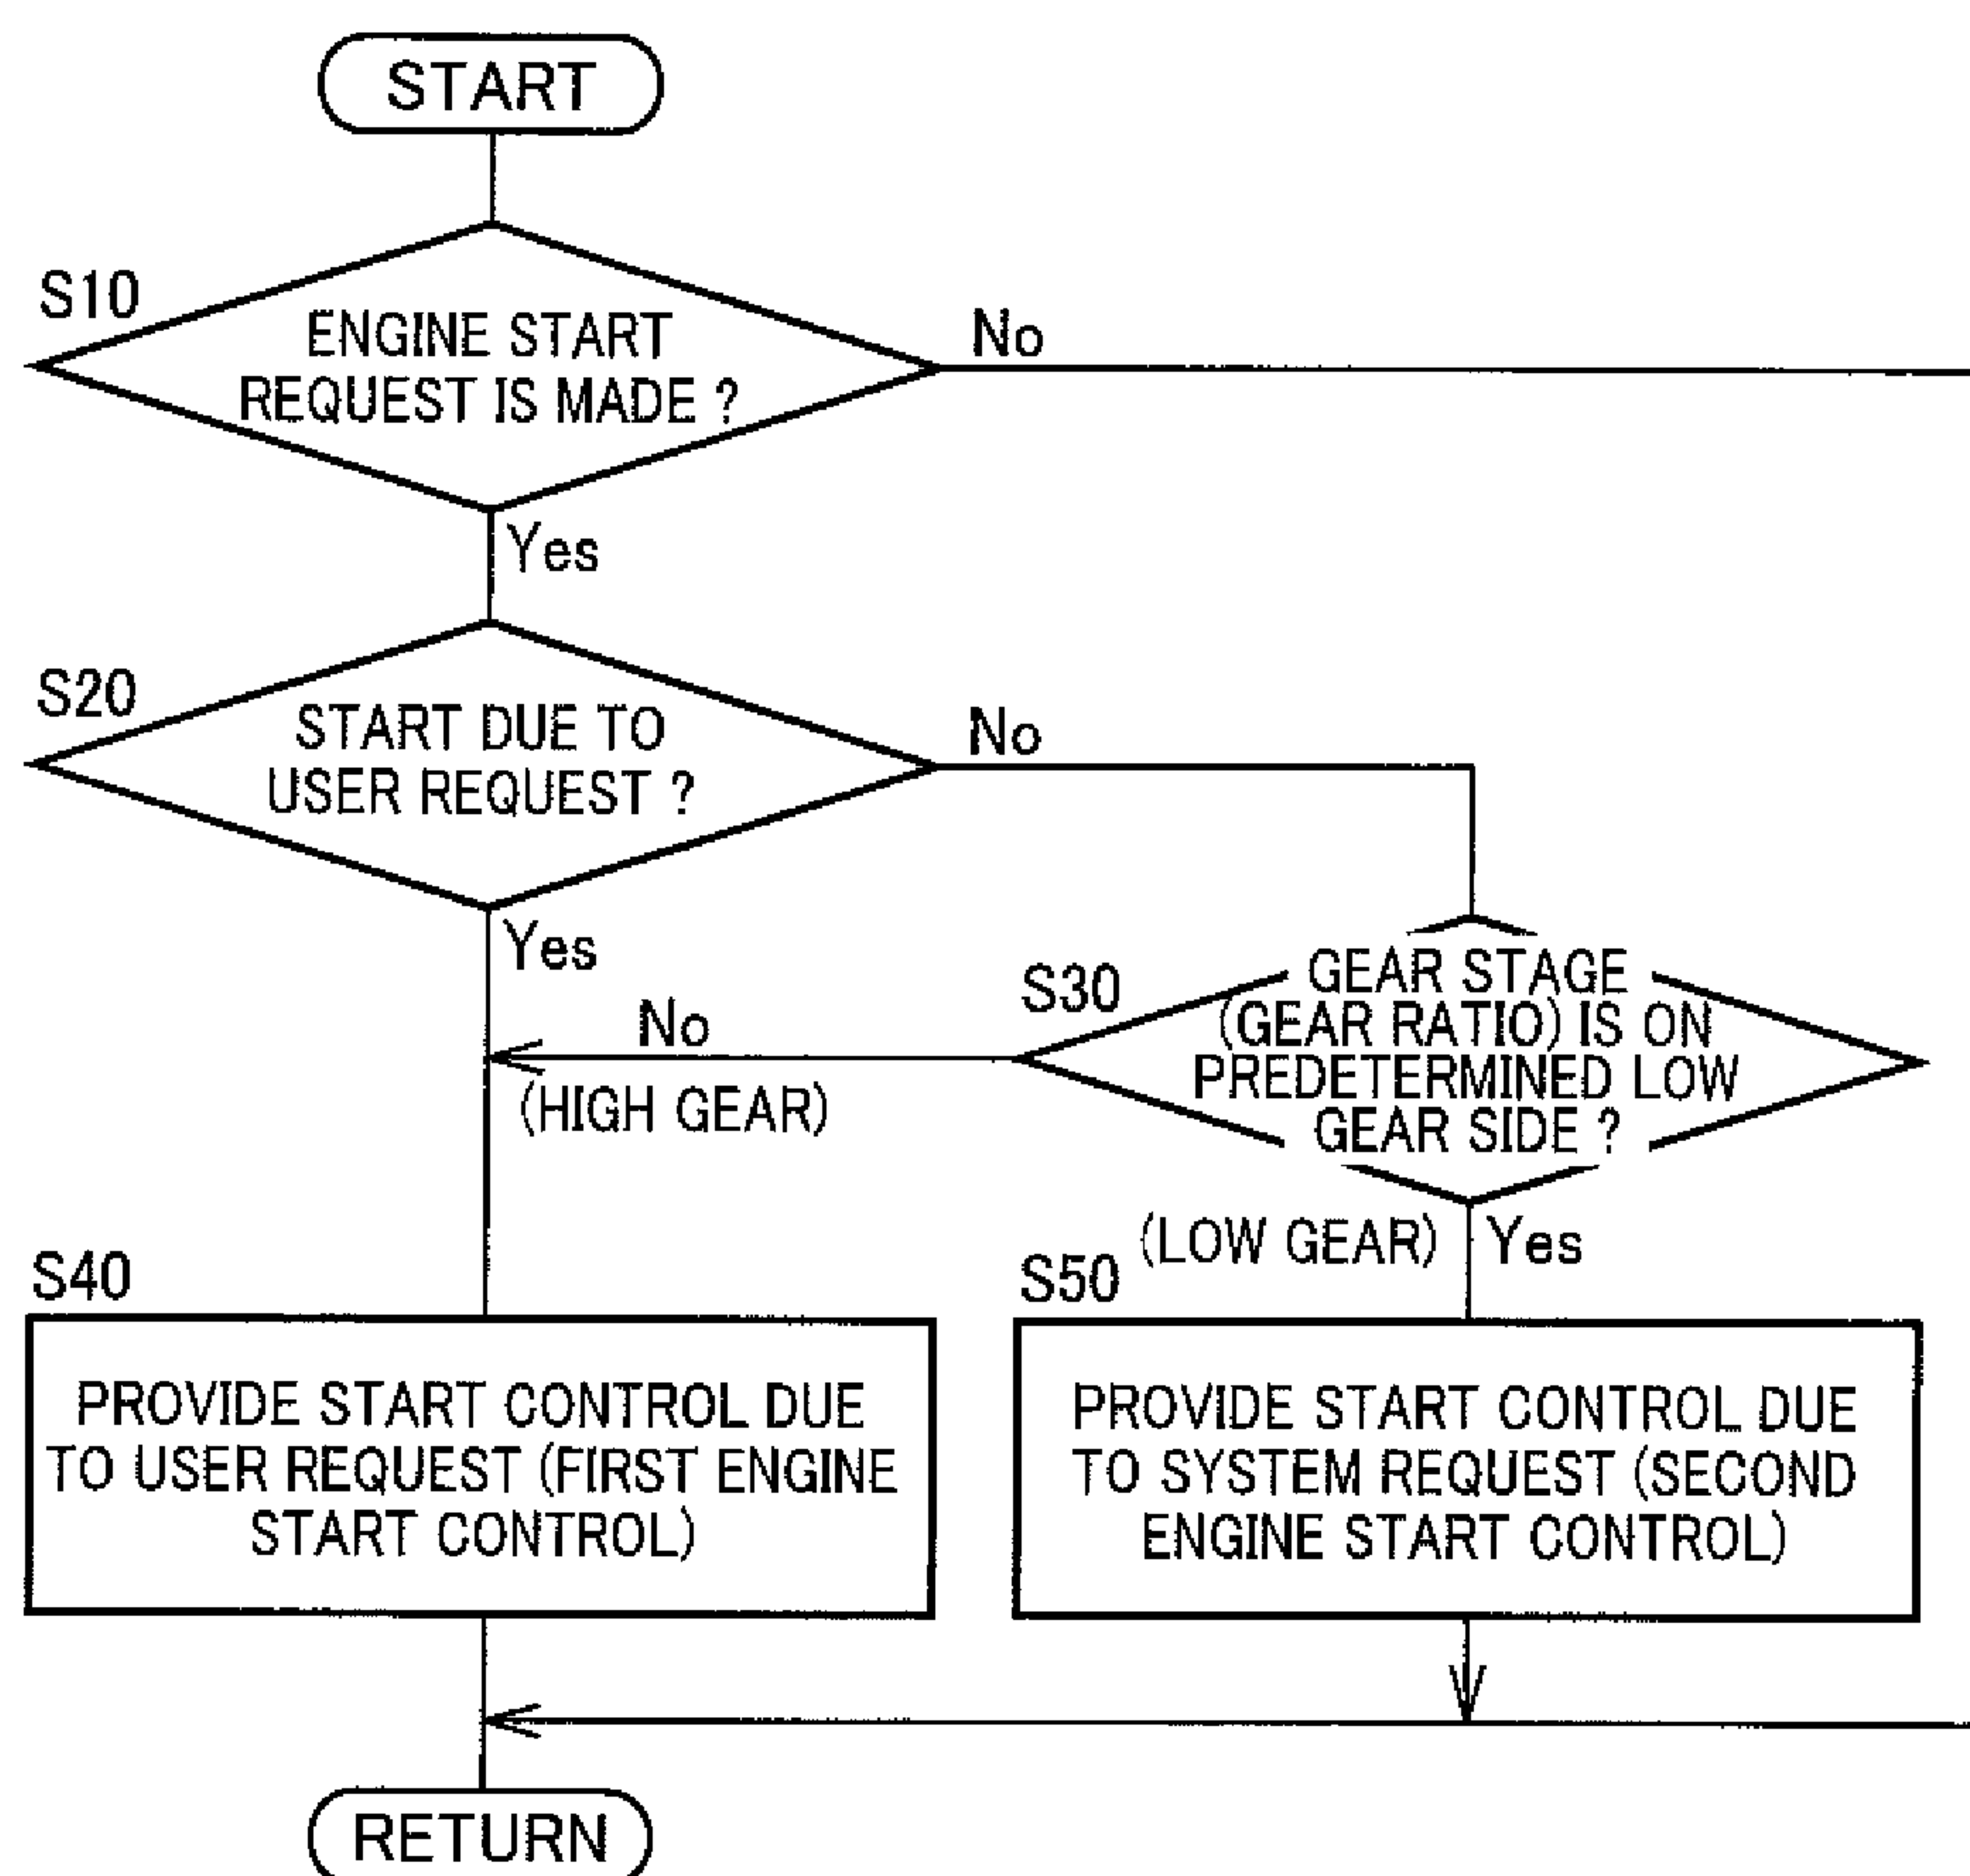 START
S10
ENGINE START
REQUEST IS MADE ?
No
Yes
S20
START DUE TO
USER REQUEST ?
No
Yes
S30
GEAR STAGE
(GEAR RATIO) IS ON
PREDETERMINED LOW
GEAR SIDE ?
No
(HIGH GEAR)
(LOW GEAR)
Yes
S40
PROVIDE START CONTROL DUE
TO USER REQUEST (FIRST ENGINE
START CONTROL)
S50
PROVIDE START CONTROL DUE
TO SYSTEM REQUEST (SECOND
ENGINE START CONTROL)
RETURN